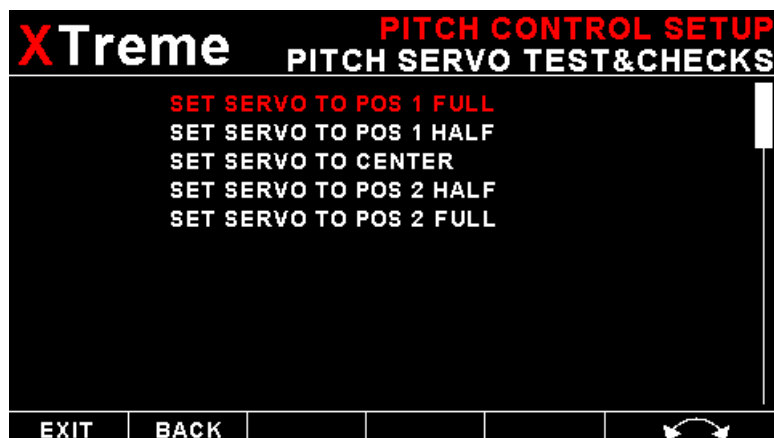 XTreme
PITCH CONTROL SETUP
PITCH SERVO TEST&CHECKS
SET SERVO TO POS 1 FULL
SET SERVO TO POS 1 HALF
SET SERVO TO CENTER
SET SERVO TO POS 2 HALF
SET SERVO TO POS 2 FULL
EXIT BACK